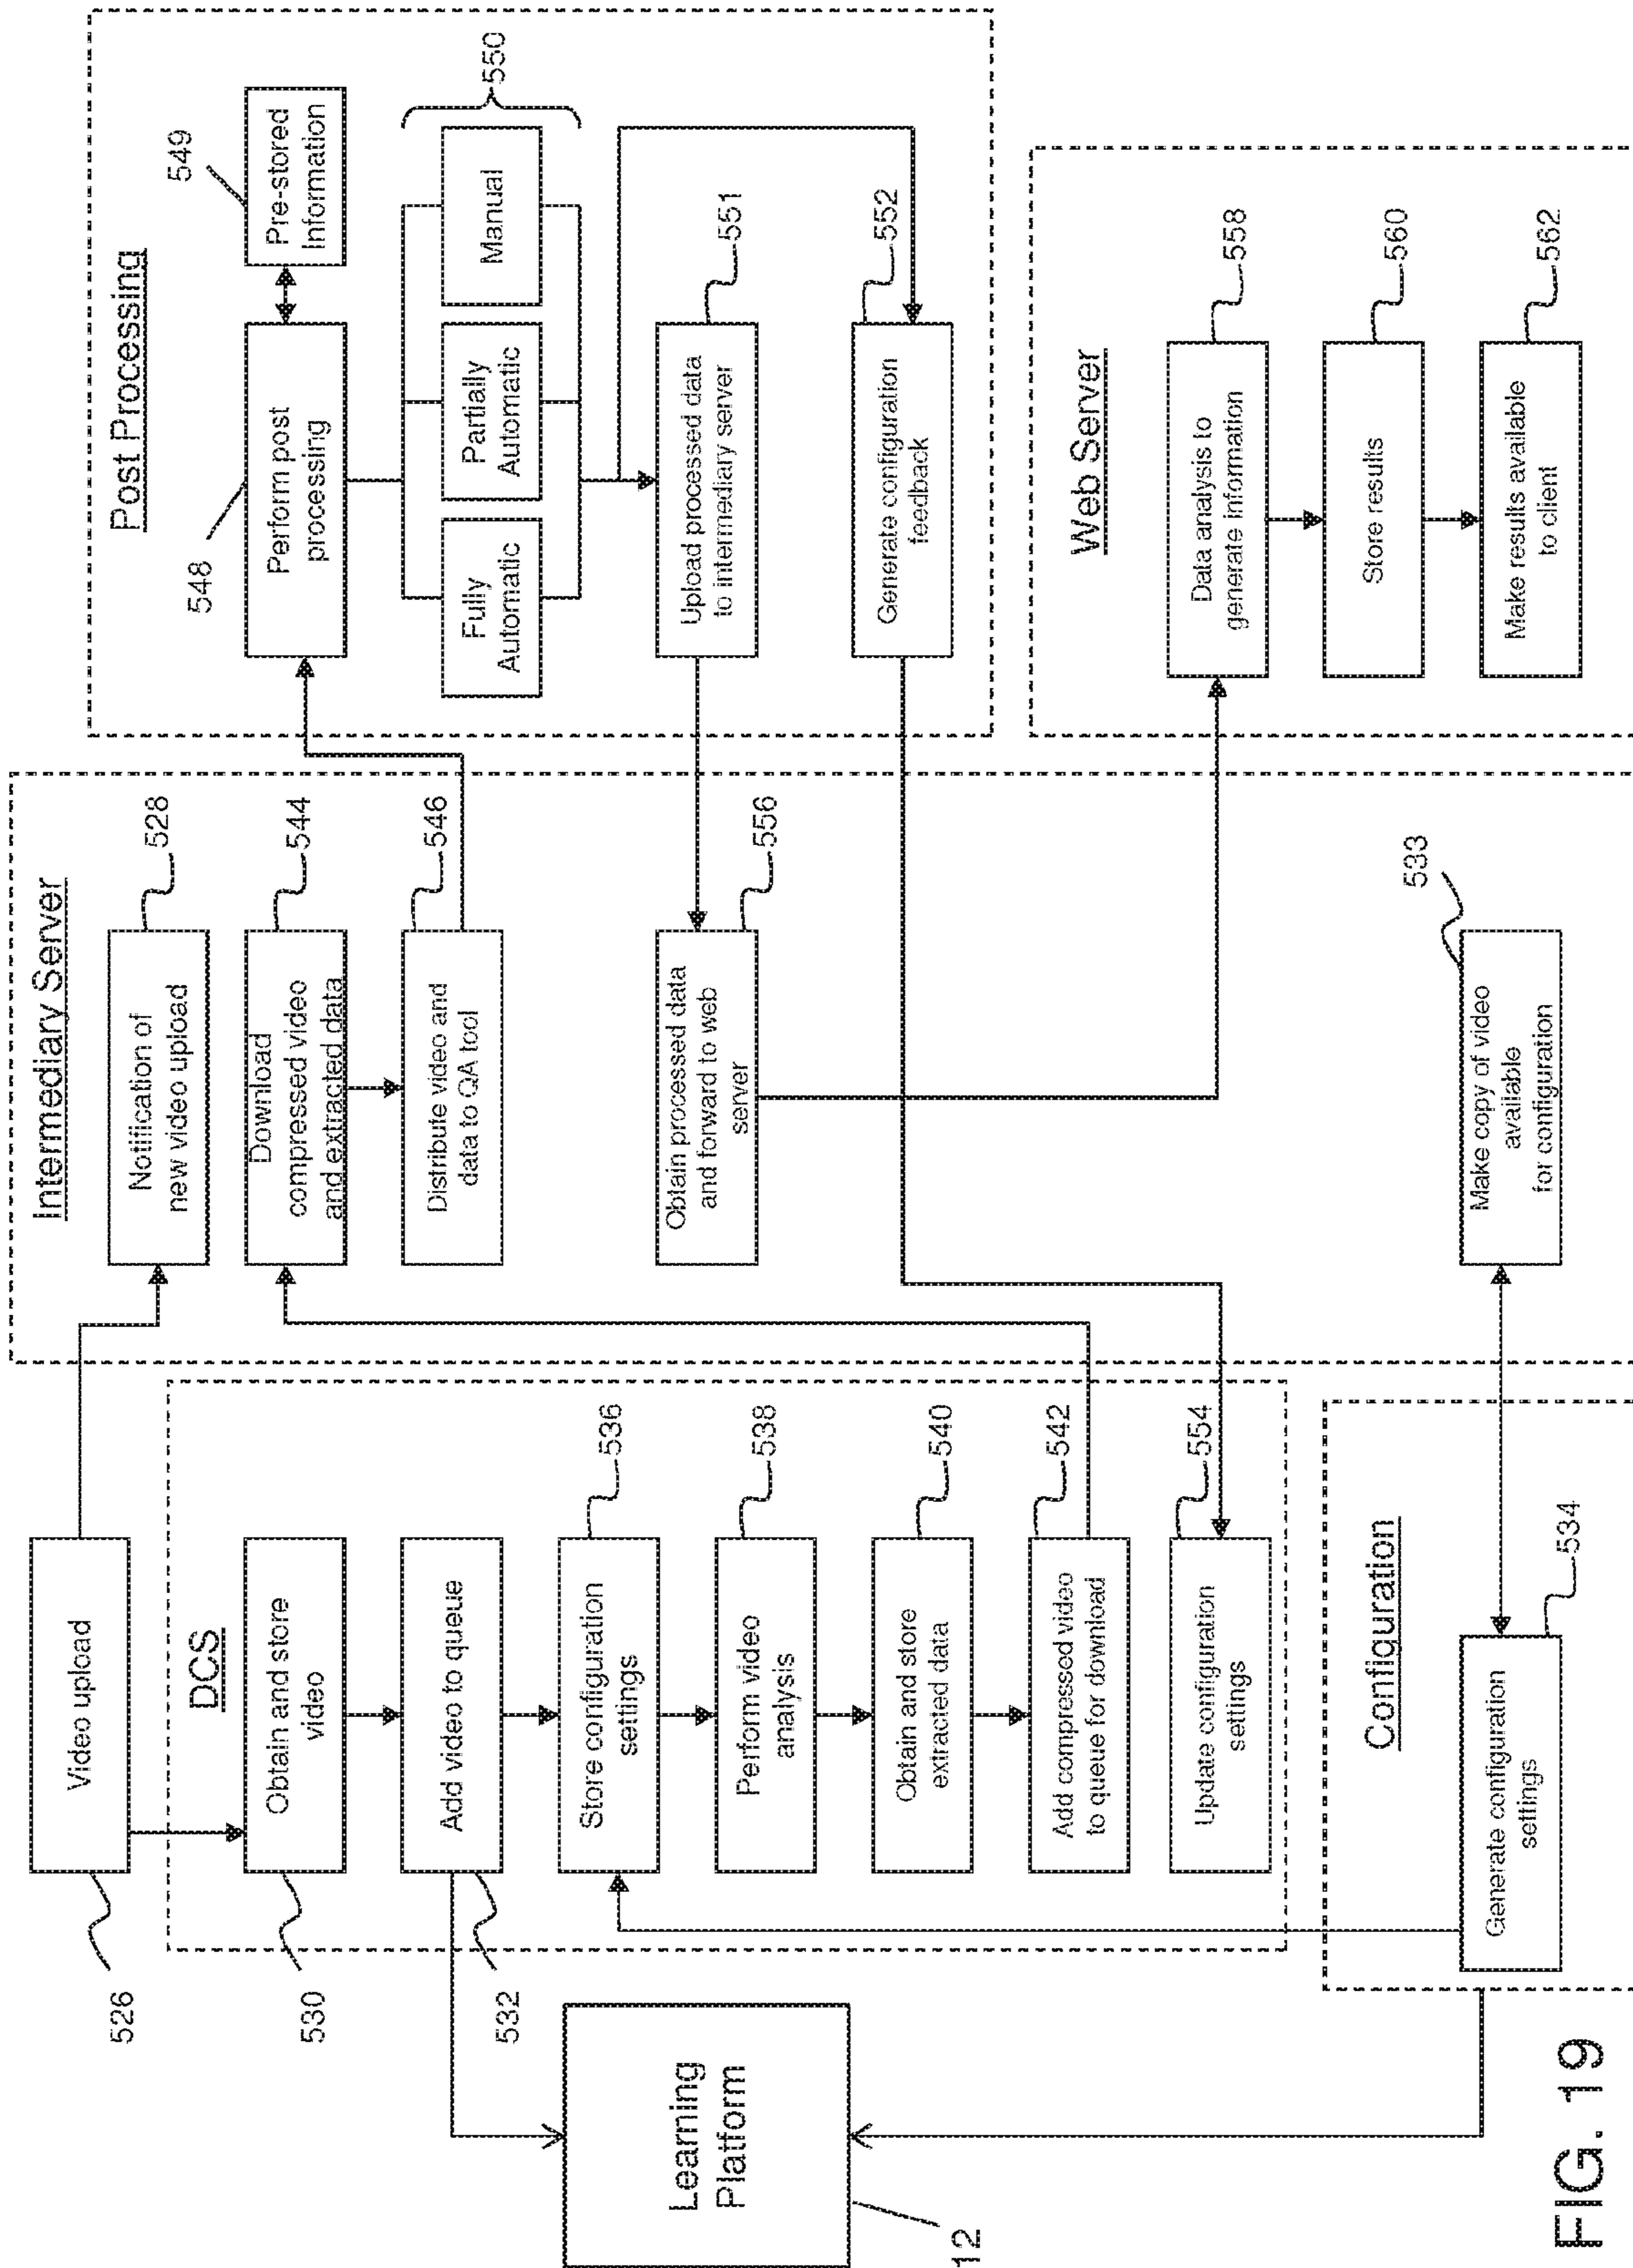 Video upload
526
DCS
Obtain and store
video
530
Add video to queue
532
Store configuration
settings
536
Perform video
analysis
538
Obtain and store
extracted data
540
Add compressed video
to queue for download
542
Update configuration
settings
554
Learning
Platform
12
Configuration
Generate configuration
settings
534
Intermediary Server
Notification of
new video upload
528
Download
compressed video
and extracted data
544
Distribute video and
data to QA tool
546
Obtain processed data
and forward to web
server
556
Make copy of video
available
for configuration
533
Post Processing
Perform post
processing
548
Pre-stored
Information
549
Fully
Automatic
Partially
Automatic
Manual
550
Upload processed data
to intermediary server
551
Generate configuration
feedback
552
Web Server
Data analysis to
generate information
558
Store results
560
Make results available
to client
562
FIG. 19